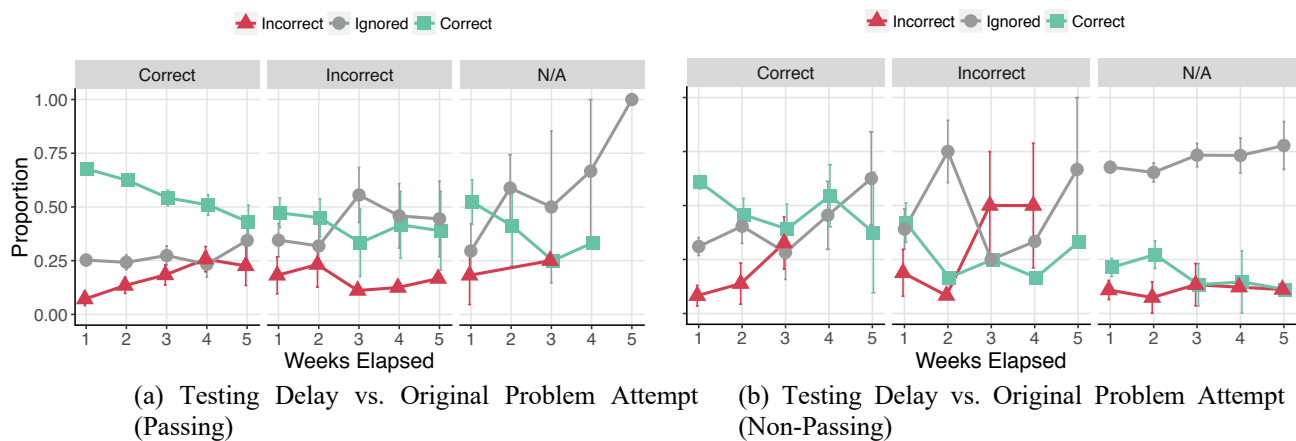 Incorrect Ignored Correct
Correct Incorrect N/A
1.00
0.75
0.50
0.25
0.00
Proportion
1 2 3 4 5 1 2 3 4 5 1 2 3 4 5
Weeks Elapsed
(a) Testing Delay vs. Original Problem Attempt
(Passing)
Incorrect Ignored Correct
Correct Incorrect N/A
1 2 3 4 5 1 2 3 4 5 1 2 3 4 5
Weeks Elapsed
(b) Testing Delay vs. Original Problem Attempt
(Non-Passing)